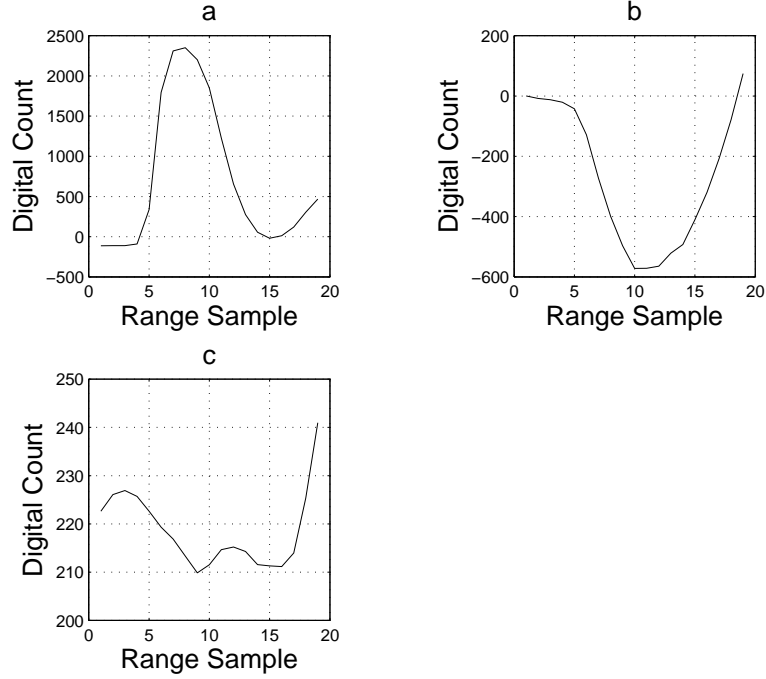 a
2500
2000
1500
1000
500
0
−500
Digital Count
0 5 10 15 20
Range Sample
b
200
0
−200
−400
−600
Digital Count
0 5 10 15 20
Range Sample
c
250
240
230
220
210
200
Digital Count
0 5 10 15 20
Range Sample